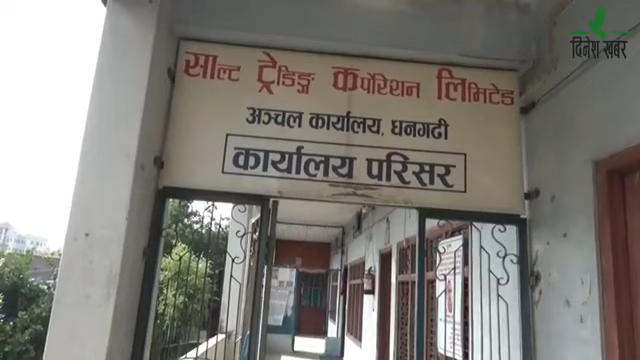 दिनेश खबर
साल्ट ट्रेडिङ्ग कर्पोरेशन लिमिटेड
अञ्चल कार्यालय, धनगढी
कार्यालय परिसर